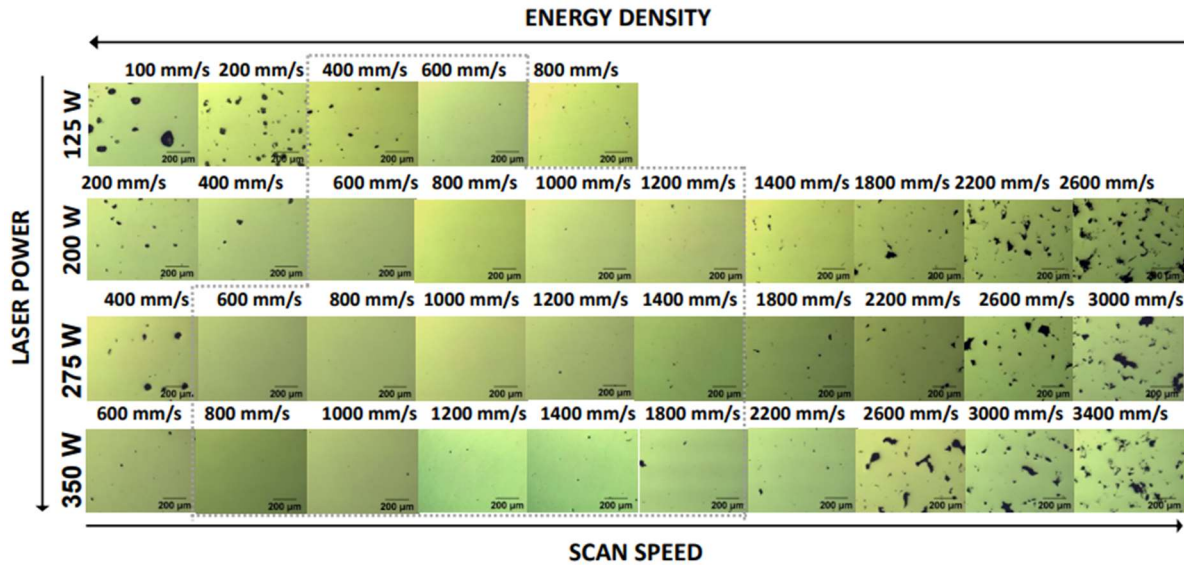 ENERGY DENSITY
100 mm/s 200 mm/s 400 mm/s 600 mm/s 800 mm/s
125 W
200 µm 200 µm 200 µm 200 µm 200 µm
200 mm/s 400 mm/s 600 mm/s 800 mm/s 1000 mm/s 1200 mm/s 1400 mm/s 1800 mm/s 2200 mm/s 2600 mm/s
200 W
200 µm 200 µm 200 µm 200 µm 200 µm 200 µm 200 µm 200 µm 200 µm 200 µm
LASER POWER
400 mm/s 600 mm/s 800 mm/s 1000 mm/s 1200 mm/s 1400 mm/s 1800 mm/s 2200 mm/s 2600 mm/s 3000 mm/s
275 W
200 µm 200 µm 200 µm 200 µm 200 µm 200 µm 200 µm 200 µm 200 µm 200 µm
600 mm/s 800 mm/s 1000 mm/s 1200 mm/s 1400 mm/s 1800 mm/s 2200 mm/s 2600 mm/s 3000 mm/s 3400 mm/s
350 W
200 µm 200 µm 200 µm 200 µm 200 µm 200 µm 200 µm 200 µm 200 µm 200 µm
SCAN SPEED